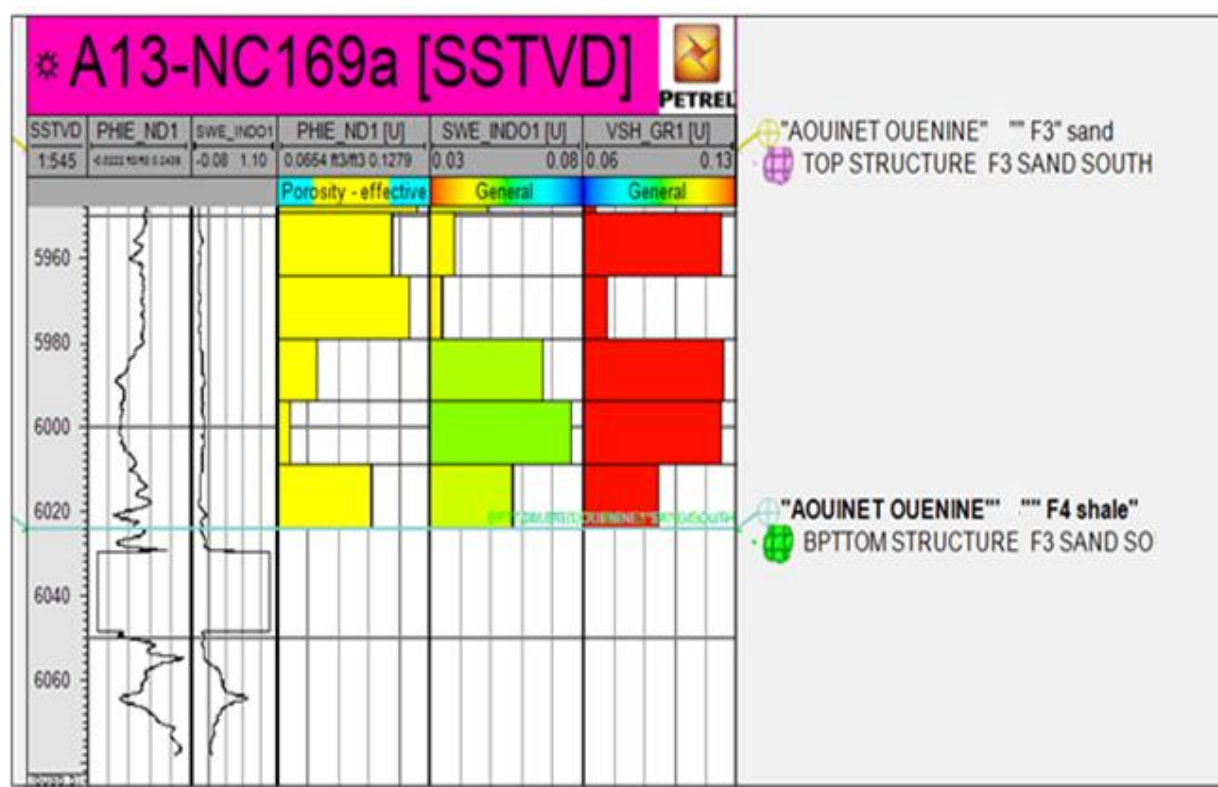 A13-NC169a [SSTVD]
PETREL
SSTVD PHIE_ND1 SWE_INDO1 PHIE_ND1 [U] SWE_INDO1 [U] VSH_GR1 [U]
1:545 -0.08 1.10 0.0664 ft3/ft3 0.1279 0.03 0.08 0.06 0.13
Porosity - effective General General
"AOUINET OUENINE" "" F3" sand
TOP STRUCTURE F3 SAND SOUTH
5960
5980
6000
6020
"AOUINET OUENINE"' "'" F4 shale"
BPTTOM STRUCTURE F3 SAND SO
6040
6060